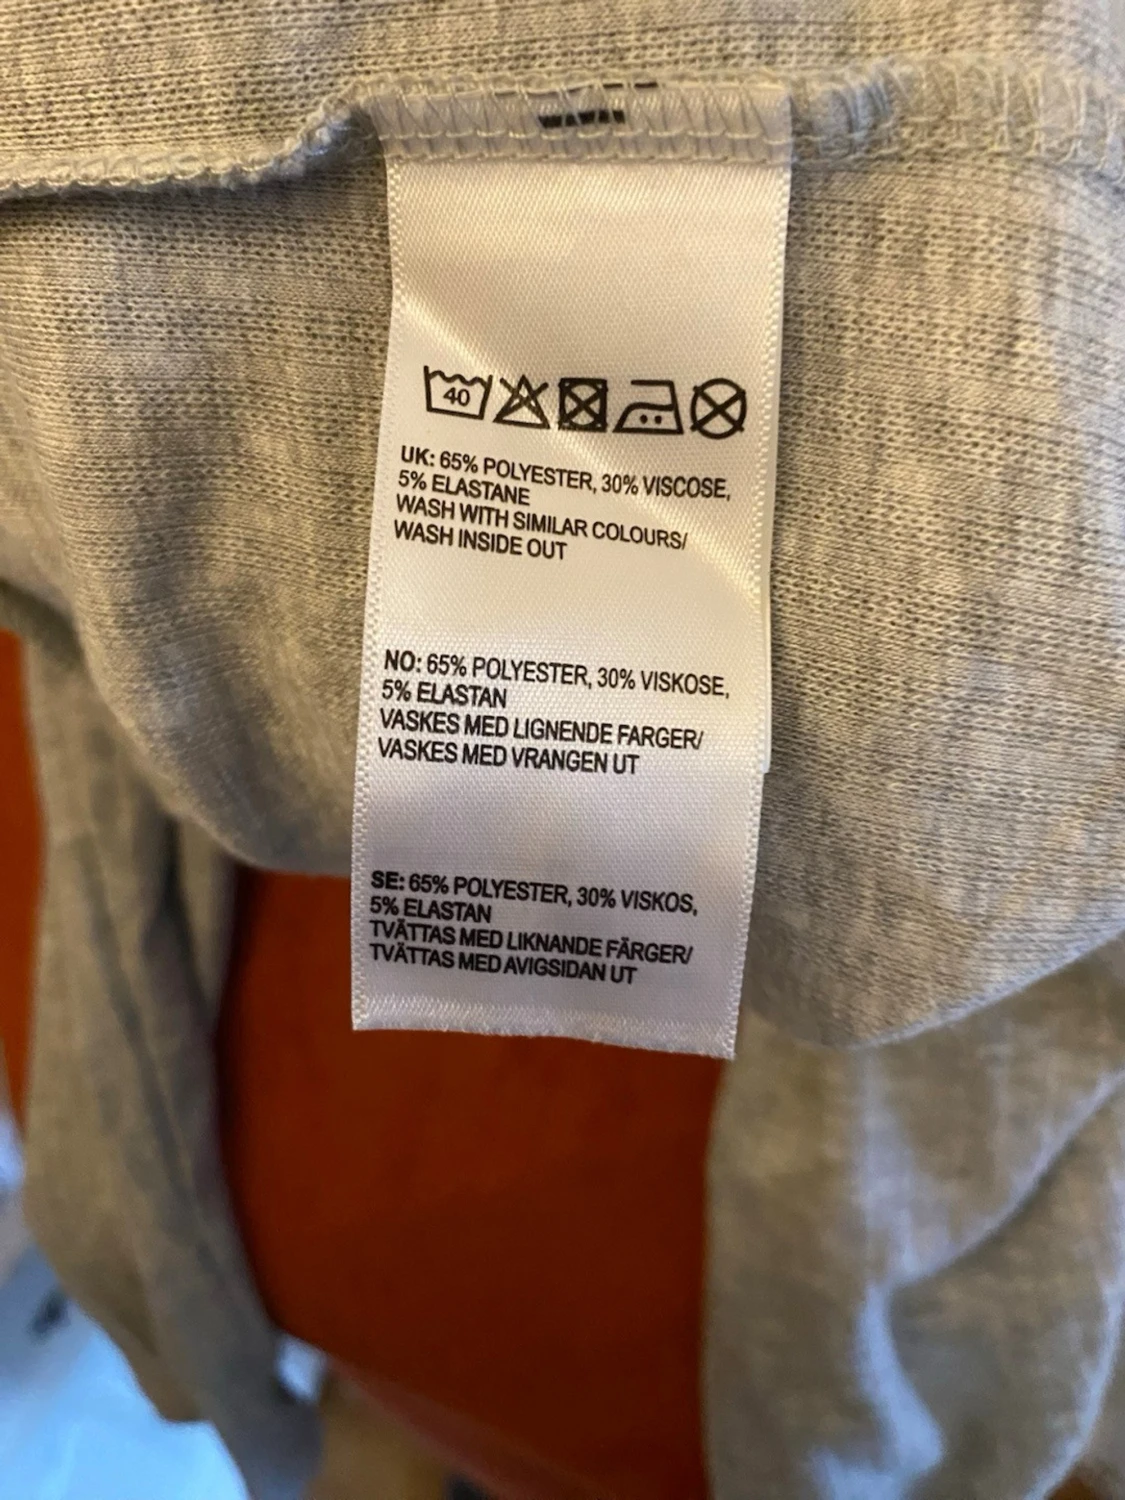 40
UK: 65% POLYESTER, 30% VISCOSE,
5% ELASTANE
WASH WITH SIMILAR COLOURS/
WASH INSIDE OUT
NO: 65% POLYESTER, 30% VISKOSE,
5% ELASTAN
VASKES MED LIGNENDE FARGER/
VASKES MED VRANGEN UT
SE: 65% POLYESTER, 30% VISKOS,
5% ELASTAN
TVÄTTAS MED LIKNANDE FÄRGER/
TVÄTTAS MED AVIGSIDAN UT